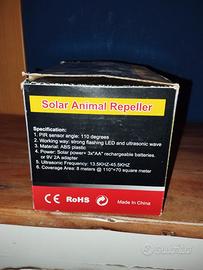 Solar Animal Repeller
Specification:
1. PIR sensor angle: 110 degrees
2. Working way: strong flashing LED and ultrasonic wave
3. Material: ABS plastic
4. Power: Solar power+ 3x"AA" rechargeable batteries
or 9V 2A adapter
5. Ultrasonic Frequency: 13.5KHZ-45.5KHZ
6. Coverage Area: 8 meters @ 110°=70 square meter
CE RoHS Made In China
subito